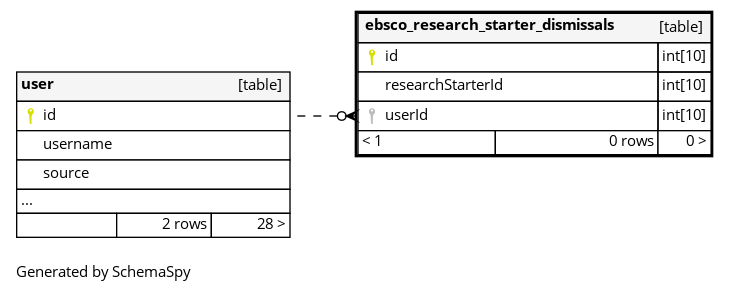 ebsco_research_starter_dismissals [table]
id int[10]
researchStarterId int[10]
userId int[10]
< 1 0 rows 0 >
user [table]
id
username
source
...
2 rows 28 >
Generated by SchemaSpy